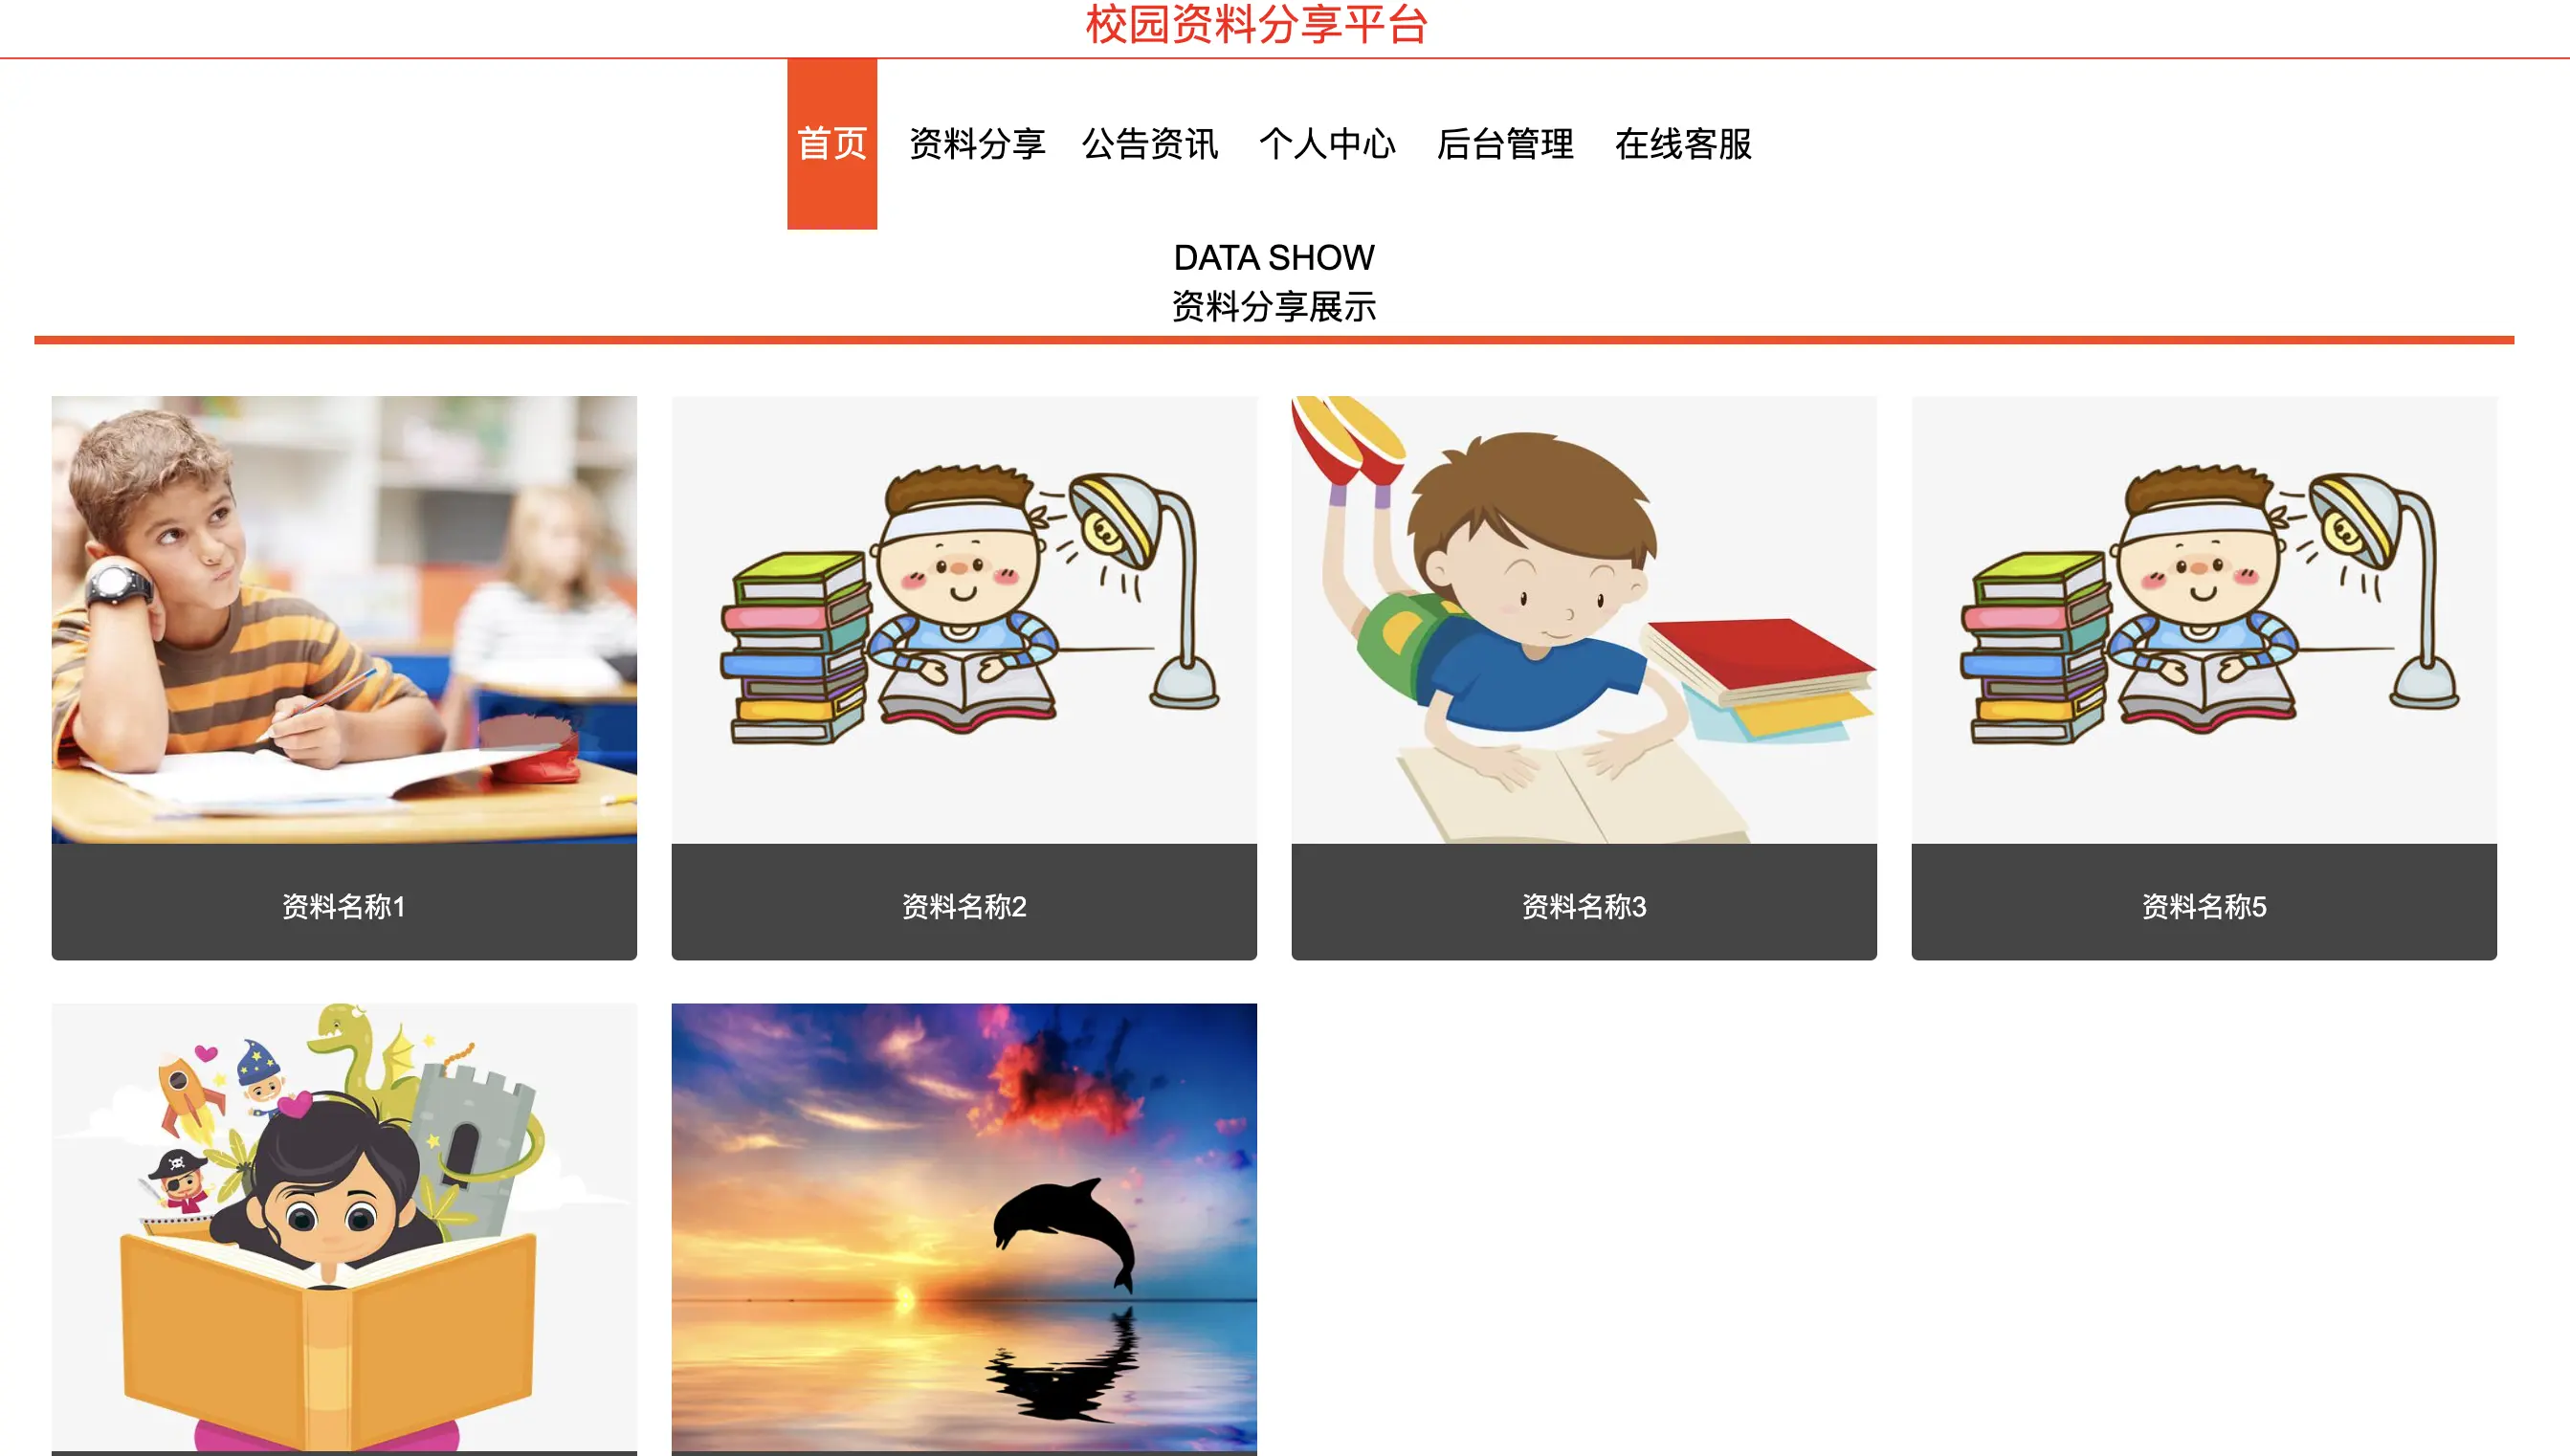 校园资料分享平台
首页 资料分享 公告资讯 个人中心 后台管理 在线客服
DATA SHOW
资料分享展示
资料名称1 资料名称2 资料名称3 资料名称5